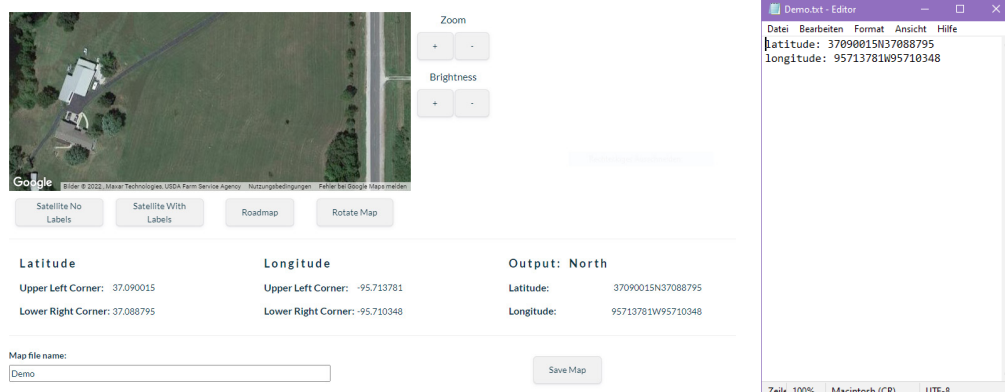 Zoom
+ -
Brightness
+ -
Google
Bilder © 2022 , Maxar Technologies, USDA Farm Service Agency Nutzungsbedingungen Fehler bei Google Maps melden
Satellite No Labels
Satellite With Labels
Roadmap
Rotate Map
Latitude
Upper Left Corner: 37.090015
Lower Right Corner: 37.088795
Longitude
Upper Left Corner: -95.713781
Lower Right Corner: -95.710348
Output: North
Latitude: 37090015N37088795
Longitude: 95713781W95710348
Map file name:
Demo
Save Map
Demo.txt - Editor
Datei Bearbeiten Format Ansicht Hilfe
latitude: 37090015N37088795
longitude: 95713781W95710348
Zeile 100% Macintosh (CR) UTF-8